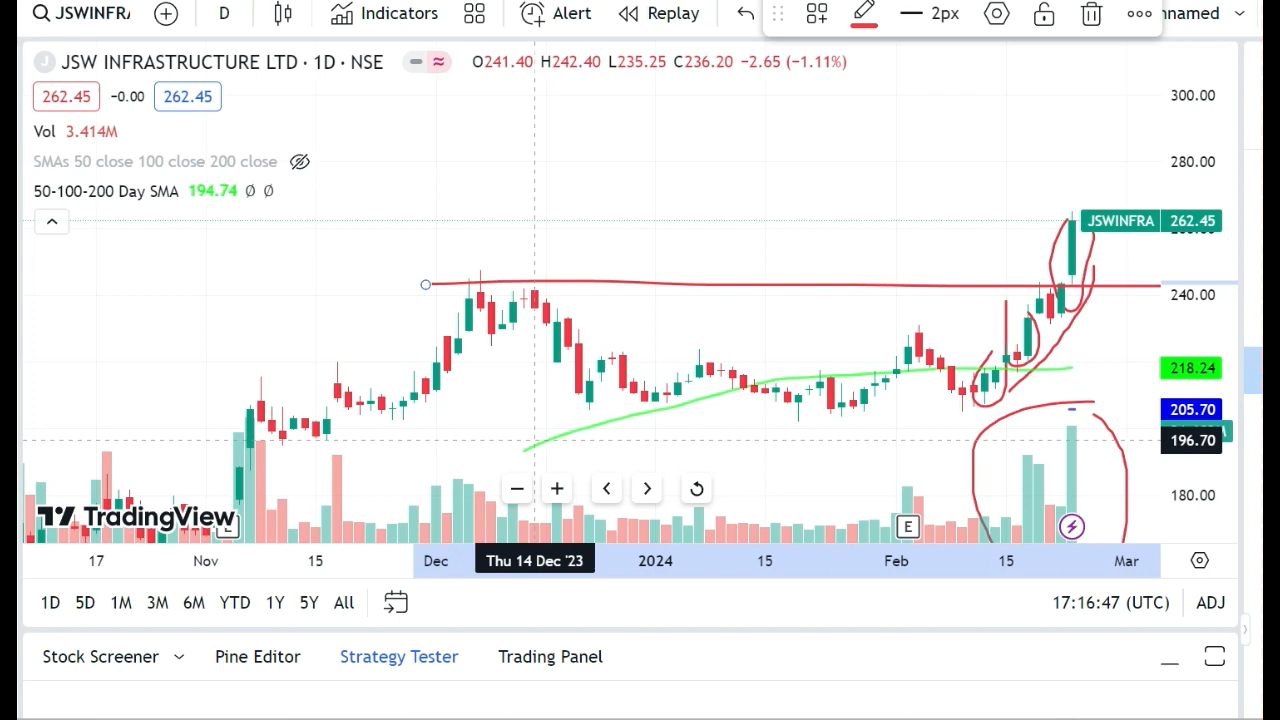 JSWINFRA
D
Indicators
Alert
Replay
2px
nnamed
J JSW INFRASTRUCTURE LTD · 1D · NSE
O241.40 H242.40 L235.25 C236.20 −2.65 (−1.11%)
262.45 −0.00 262.45
Vol 3.414M
SMAs 50 close 100 close 200 close
50-100-200 Day SMA 194.74 Ø Ø
300.00
280.00
JSWINFRA 262.45
240.00
218.24
205.70
196.70
180.00
TradingView
E
E
17
Nov
15
Dec
Thu 14 Dec '23
2024
15
Feb
15
Mar
1D 5D 1M 3M 6M YTD 1Y 5Y All
17:16:47 (UTC)
ADJ
Stock Screener
Pine Editor
Strategy Tester
Trading Panel